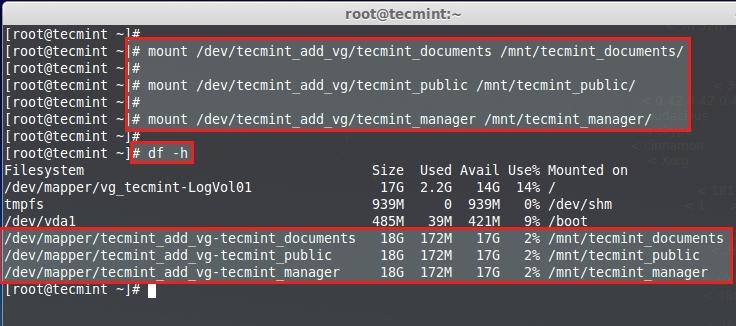 root@tecmint:~
[root@tecmint ~]#
[root@tecmint ~]# mount /dev/tecmint_add_vg/tecmint_documents /mnt/tecmint_documents/
[root@tecmint ~]#
[root@tecmint ~]# mount /dev/tecmint_add_vg/tecmint_public /mnt/tecmint_public/
[root@tecmint ~]#
[root@tecmint ~]# mount /dev/tecmint_add_vg/tecmint_manager /mnt/tecmint_manager/
[root@tecmint ~]#
[root@tecmint ~]# df -h
Filesystem Size Used Avail Use% Mounted on
/dev/mapper/vg_tecmint-LogVol01 17G 2.2G 14G 14% /
tmpfs 939M 0 939M 0% /dev/shm
/dev/vda1 485M 39M 421M 9% /boot
/dev/mapper/tecmint_add_vg-tecmint_documents 18G 172M 17G 2% /mnt/tecmint_documents
/dev/mapper/tecmint_add_vg-tecmint_public 18G 172M 17G 2% /mnt/tecmint_public
/dev/mapper/tecmint_add_vg-tecmint_manager 18G 172M 17G 2% /mnt/tecmint_manager
[root@tecmint ~]#